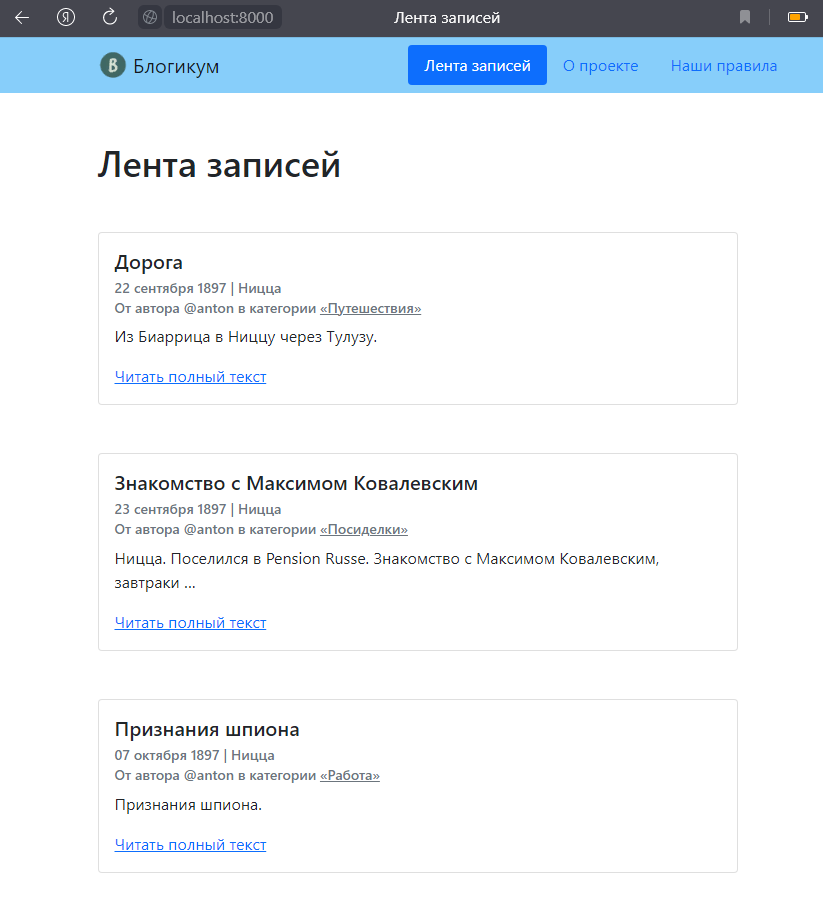 Я localhost:8000 Лента записей
B Блогикум Лента записей О проекте Наши правила
Лента записей
Дорога
22 сентября 1897 | Ницца
От автора @anton в категории «Путешествия»
Из Биаррица в Ниццу через Тулузу.
Читать полный текст
Знакомство с Максимом Ковалевским
23 сентября 1897 | Ницца
От автора @anton в категории «Посиделки»
Ницца. Поселился в Pension Russe. Знакомство с Максимом Ковалевским,
завтраки ...
Читать полный текст
Признания шпиона
07 октября 1897 | Ницца
От автора @anton в категории «Работа»
Признания шпиона.
Читать полный текст